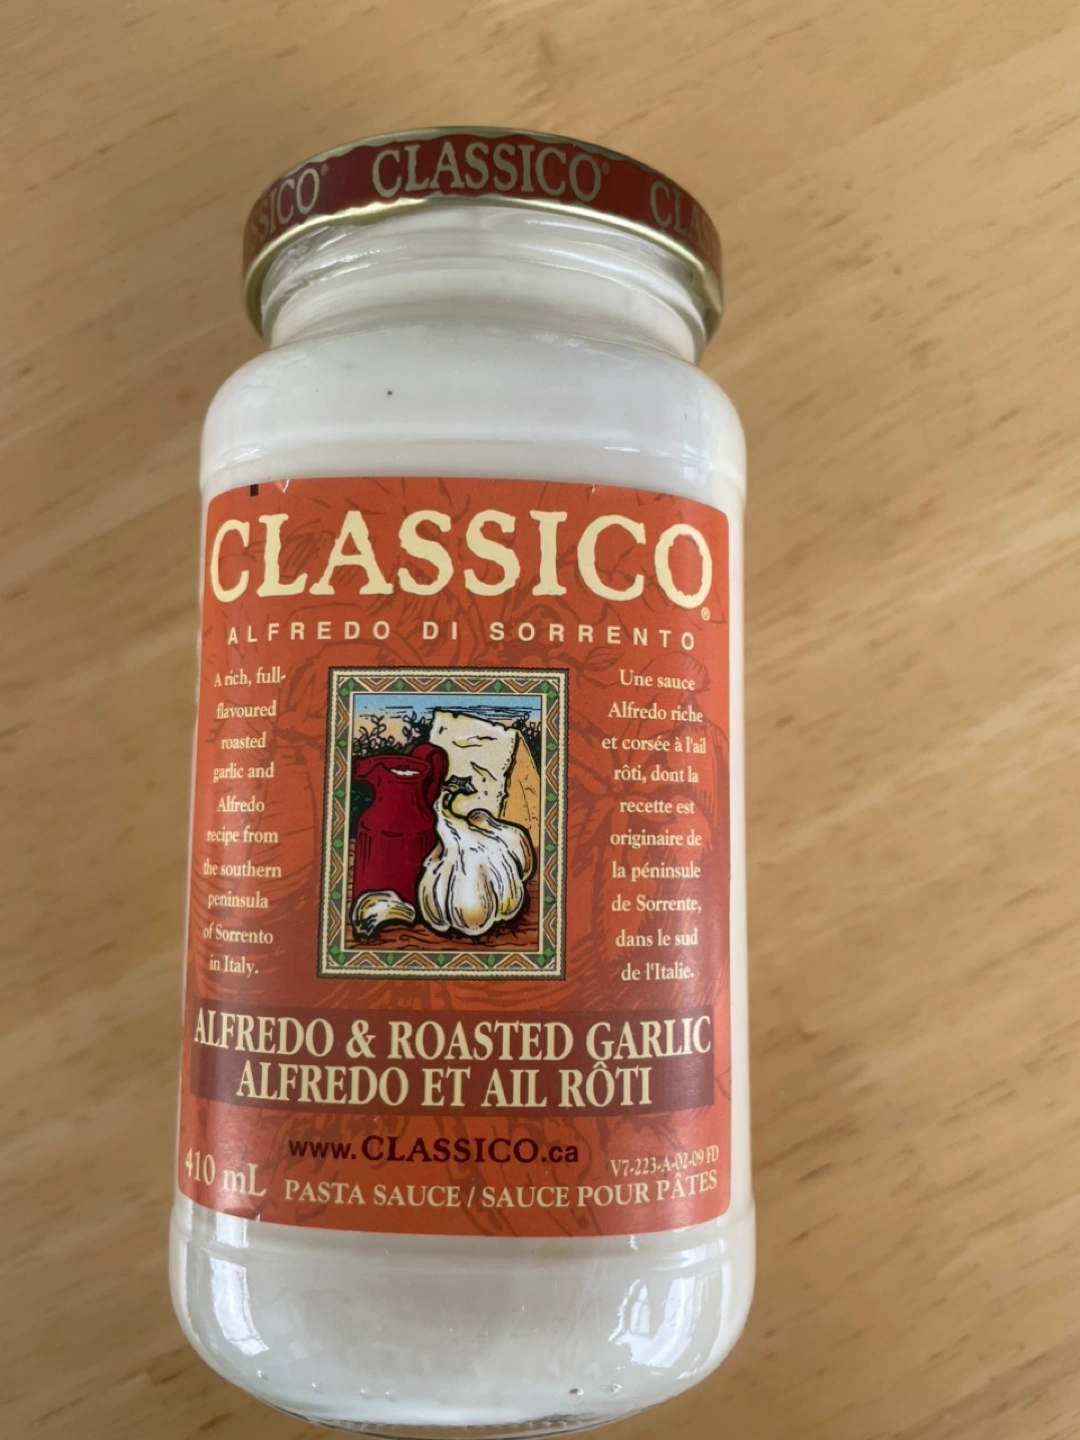 SICO® CLASSICO® CLAS
CLASSICO®
ALFREDO DI SORRENTO
A rich, full-
flavoured
roasted
garlic and
Alfredo
recipe from
the southern
peninsula
of Sorrento
in Italy.
Une sauce
Alfredo riche
et corsée à l'ail
rôti, dont la
recette est
originaire de
la péninsule
de Sorrente,
dans le sud
de l'Italie.
ALFREDO & ROASTED GARLIC
ALFREDO ET AIL RÔTI
www.CLASSICO.ca
V7-223-A-02-09 FD
410 mL PASTA SAUCE / SAUCE POUR PÂTES